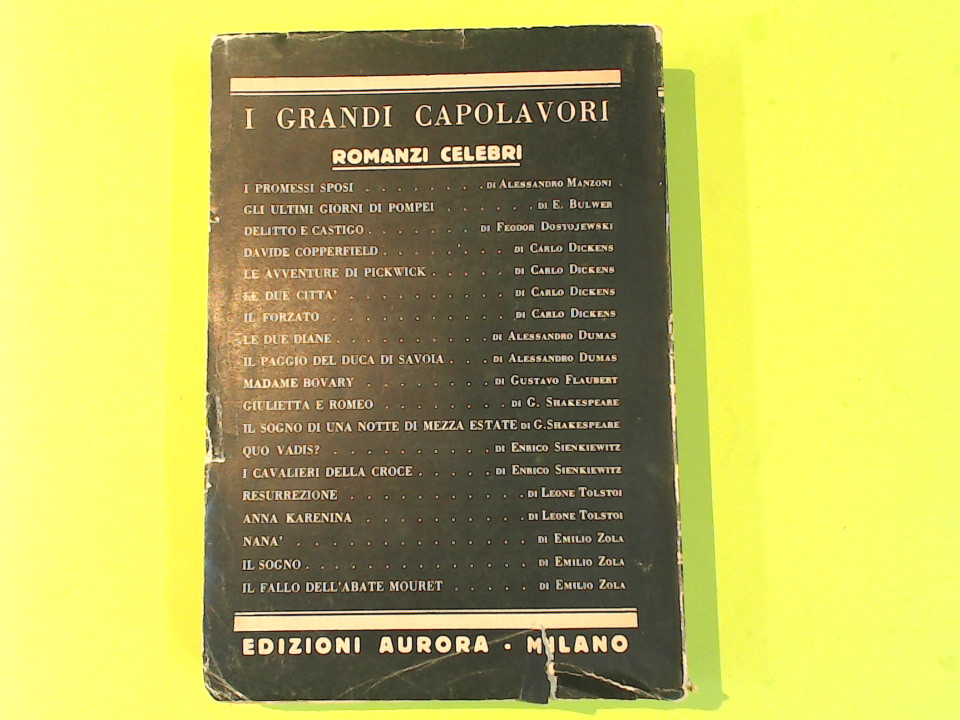 I GRANDI CAPOLAVORI
ROMANZI CELEBRI
I PROMESSI SPOSI . . . . . . . . DI ALESSANDRO MANZONI .
GLI ULTIMI GIORNI DI POMPEI . . . . . . DI E. BULWER
DELITTO E CASTIGO . . . . . . . DI FEODOR DOSTOJEWSKI
DAVIDE COPPERFIELD . . . . . . . . DI CARLO DICKENS
LE AVVENTURE DI PICKWICK . . . . . DI CARLO DICKENS
LE DUE CITTA' . . . . . . . . . . DI CARLO DICKENS
IL FORZATO . . . . . . . . . . . DI CARLO DICKENS
LE DUE DIANE . . . . . . . . . . DI ALESSANDRO DUMAS
IL PAGGIO DEL DUCA DI SAVOIA . . . DI ALESSANDRO DUMAS
MADAME BOVARY . . . . . . . . DI GUSTAVO FLAUBERT
GIULIETTA E ROMEO . . . . . . . . DI G. SHAKESPEARE
IL SOGNO DI UNA NOTTE DI MEZZA ESTATE DI G. SHAKESPEARE
QUO VADIS? . . . . . . . . . . DI ENRICO SIENKIEWITZ
I CAVALIERI DELLA CROCE . . . . . DI ENRICO SIENKIEWITZ
RESURREZIONE . . . . . . . . . . . . DI LEONE TOLSTOI
ANNA KARENINA . . . . . . . . . . DI LEONE TOLSTOI
NANA' . . . . . . . . . . . . . . DI EMILIO ZOLA
IL SOGNO . . . . . . . . . . . . . . DI EMILIO ZOLA
IL FALLO DELL'ABATE MOURET . . . . . DI EMILIO ZOLA
EDIZIONI AURORA - MILANO